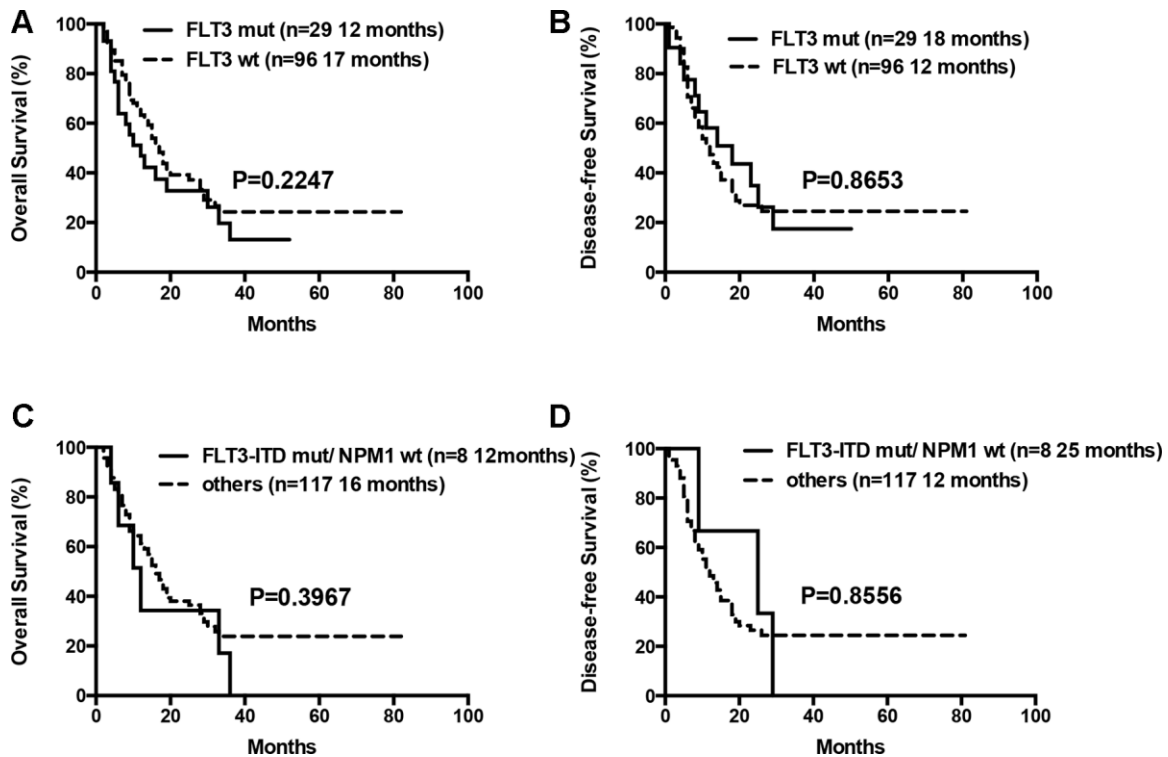 A
Overall Survival (%)
100
80
60
40
20
0
FLT3 mut (n=29 12 months)
FLT3 wt (n=96 17 months)
P=0.2247
0 20 40 60 80 100
Months
B
Disease-free Survival (%)
100
80
60
40
20
0
FLT3 mut (n=29 18 months)
FLT3 wt (n=96 12 months)
P=0.8653
0 20 40 60 80 100
Months
C
Overall Survival (%)
100
80
60
40
20
0
FLT3-ITD mut/ NPM1 wt (n=8 12months)
others (n=117 16 months)
P=0.3967
0 20 40 60 80 100
Months
D
Disease-free Survival (%)
100
80
60
40
20
0
FLT3-ITD mut/ NPM1 wt (n=8 25 months)
others (n=117 12 months)
P=0.8556
0 20 40 60 80 100
Months